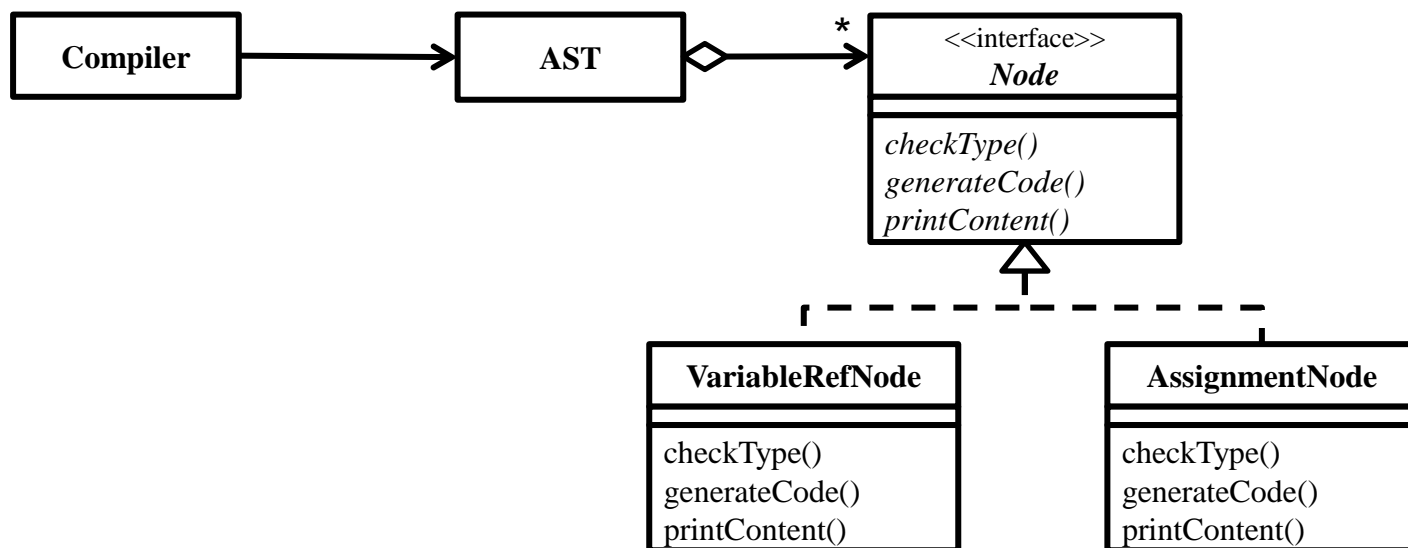 Compiler
AST
*
<<interface>>
Node
checkType()
generateCode()
printContent()
VariableRefNode
checkType()
generateCode()
printContent()
AssignmentNode
checkType()
generateCode()
printContent()